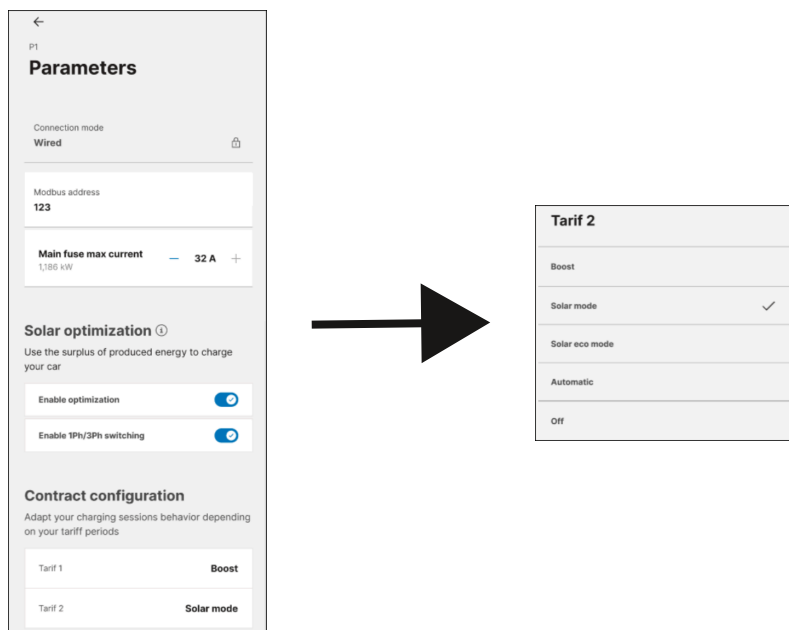 P1
Parameters
Connection mode
Wired
Modbus address
123
Main fuse max current
1,186 kW
32 A
Solar optimization
Use the surplus of produced energy to charge
your car
Enable optimization
Enable 1Ph/3Ph switching
Contract configuration
Adapt your charging sessions behavior depending
on your tariff periods
Tarif 1 Boost
Tarif 2 Solar mode
Tarif 2
Boost
Solar mode
Solar eco mode
Automatic
Off